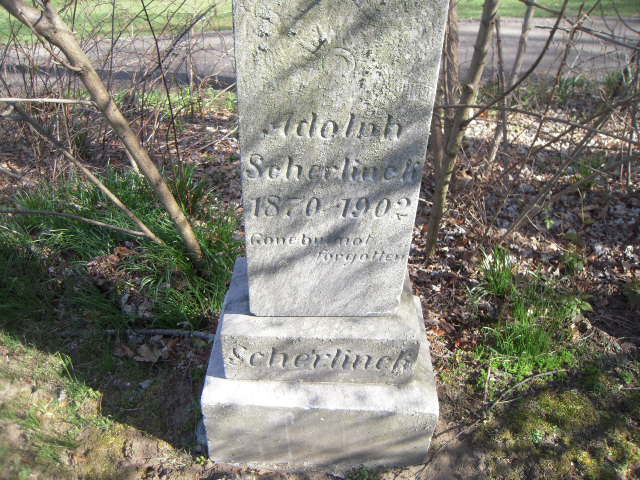 Adolph
Scherlinck
1870-1902
Gone but not
forgotten
Scherlinck